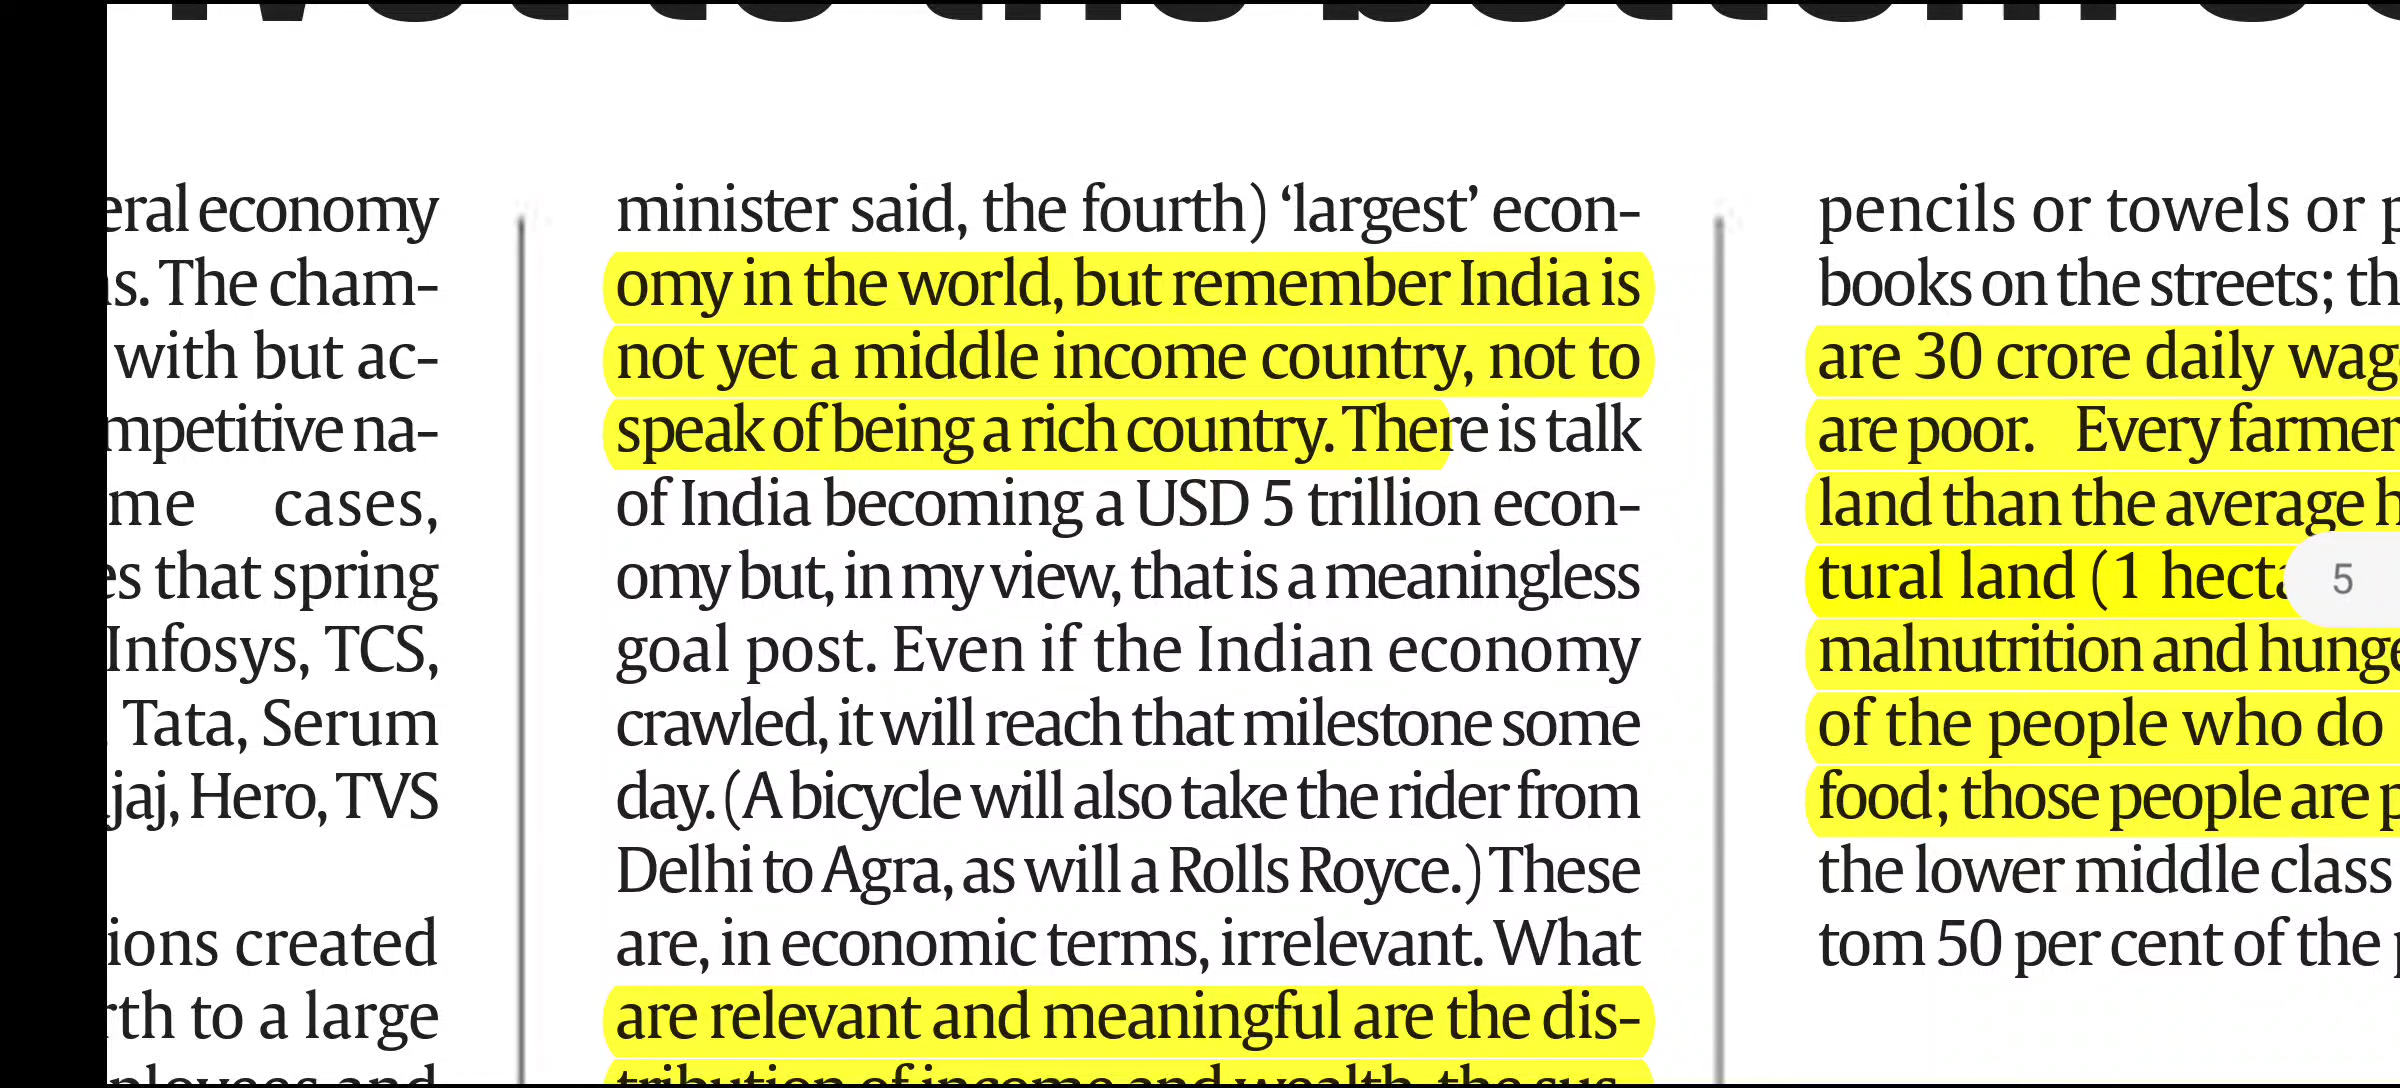 eral economy
s. The cham-
with but ac-
mpetitive na-
me cases,
es that spring
Infosys, TCS,
Tata, Serum
jaj, Hero, TVS
ions created
rth to a large
minister said, the fourth) ‘largest’ econ-
omy in the world, but remember India is
not yet a middle income country, not to
speak of being a rich country. There is talk
of India becoming a USD 5 trillion econ-
omy but, in my view, that is a meaningless
goal post. Even if the Indian economy
crawled, it will reach that milestone some
day. (A bicycle will also take the rider from
Delhi to Agra, as will a Rolls Royce.) These
are, in economic terms, irrelevant. What
are relevant and meaningful are the dis-
tribution of income and wealth, the sus-
pencils or towels or
books on the streets;
are 30 crore daily
are poor. Every farmer
land than the average
tural land (1
malnutrition and
of the people who do
food; those people are
the lower middle class
tom 50 per cent of the
5